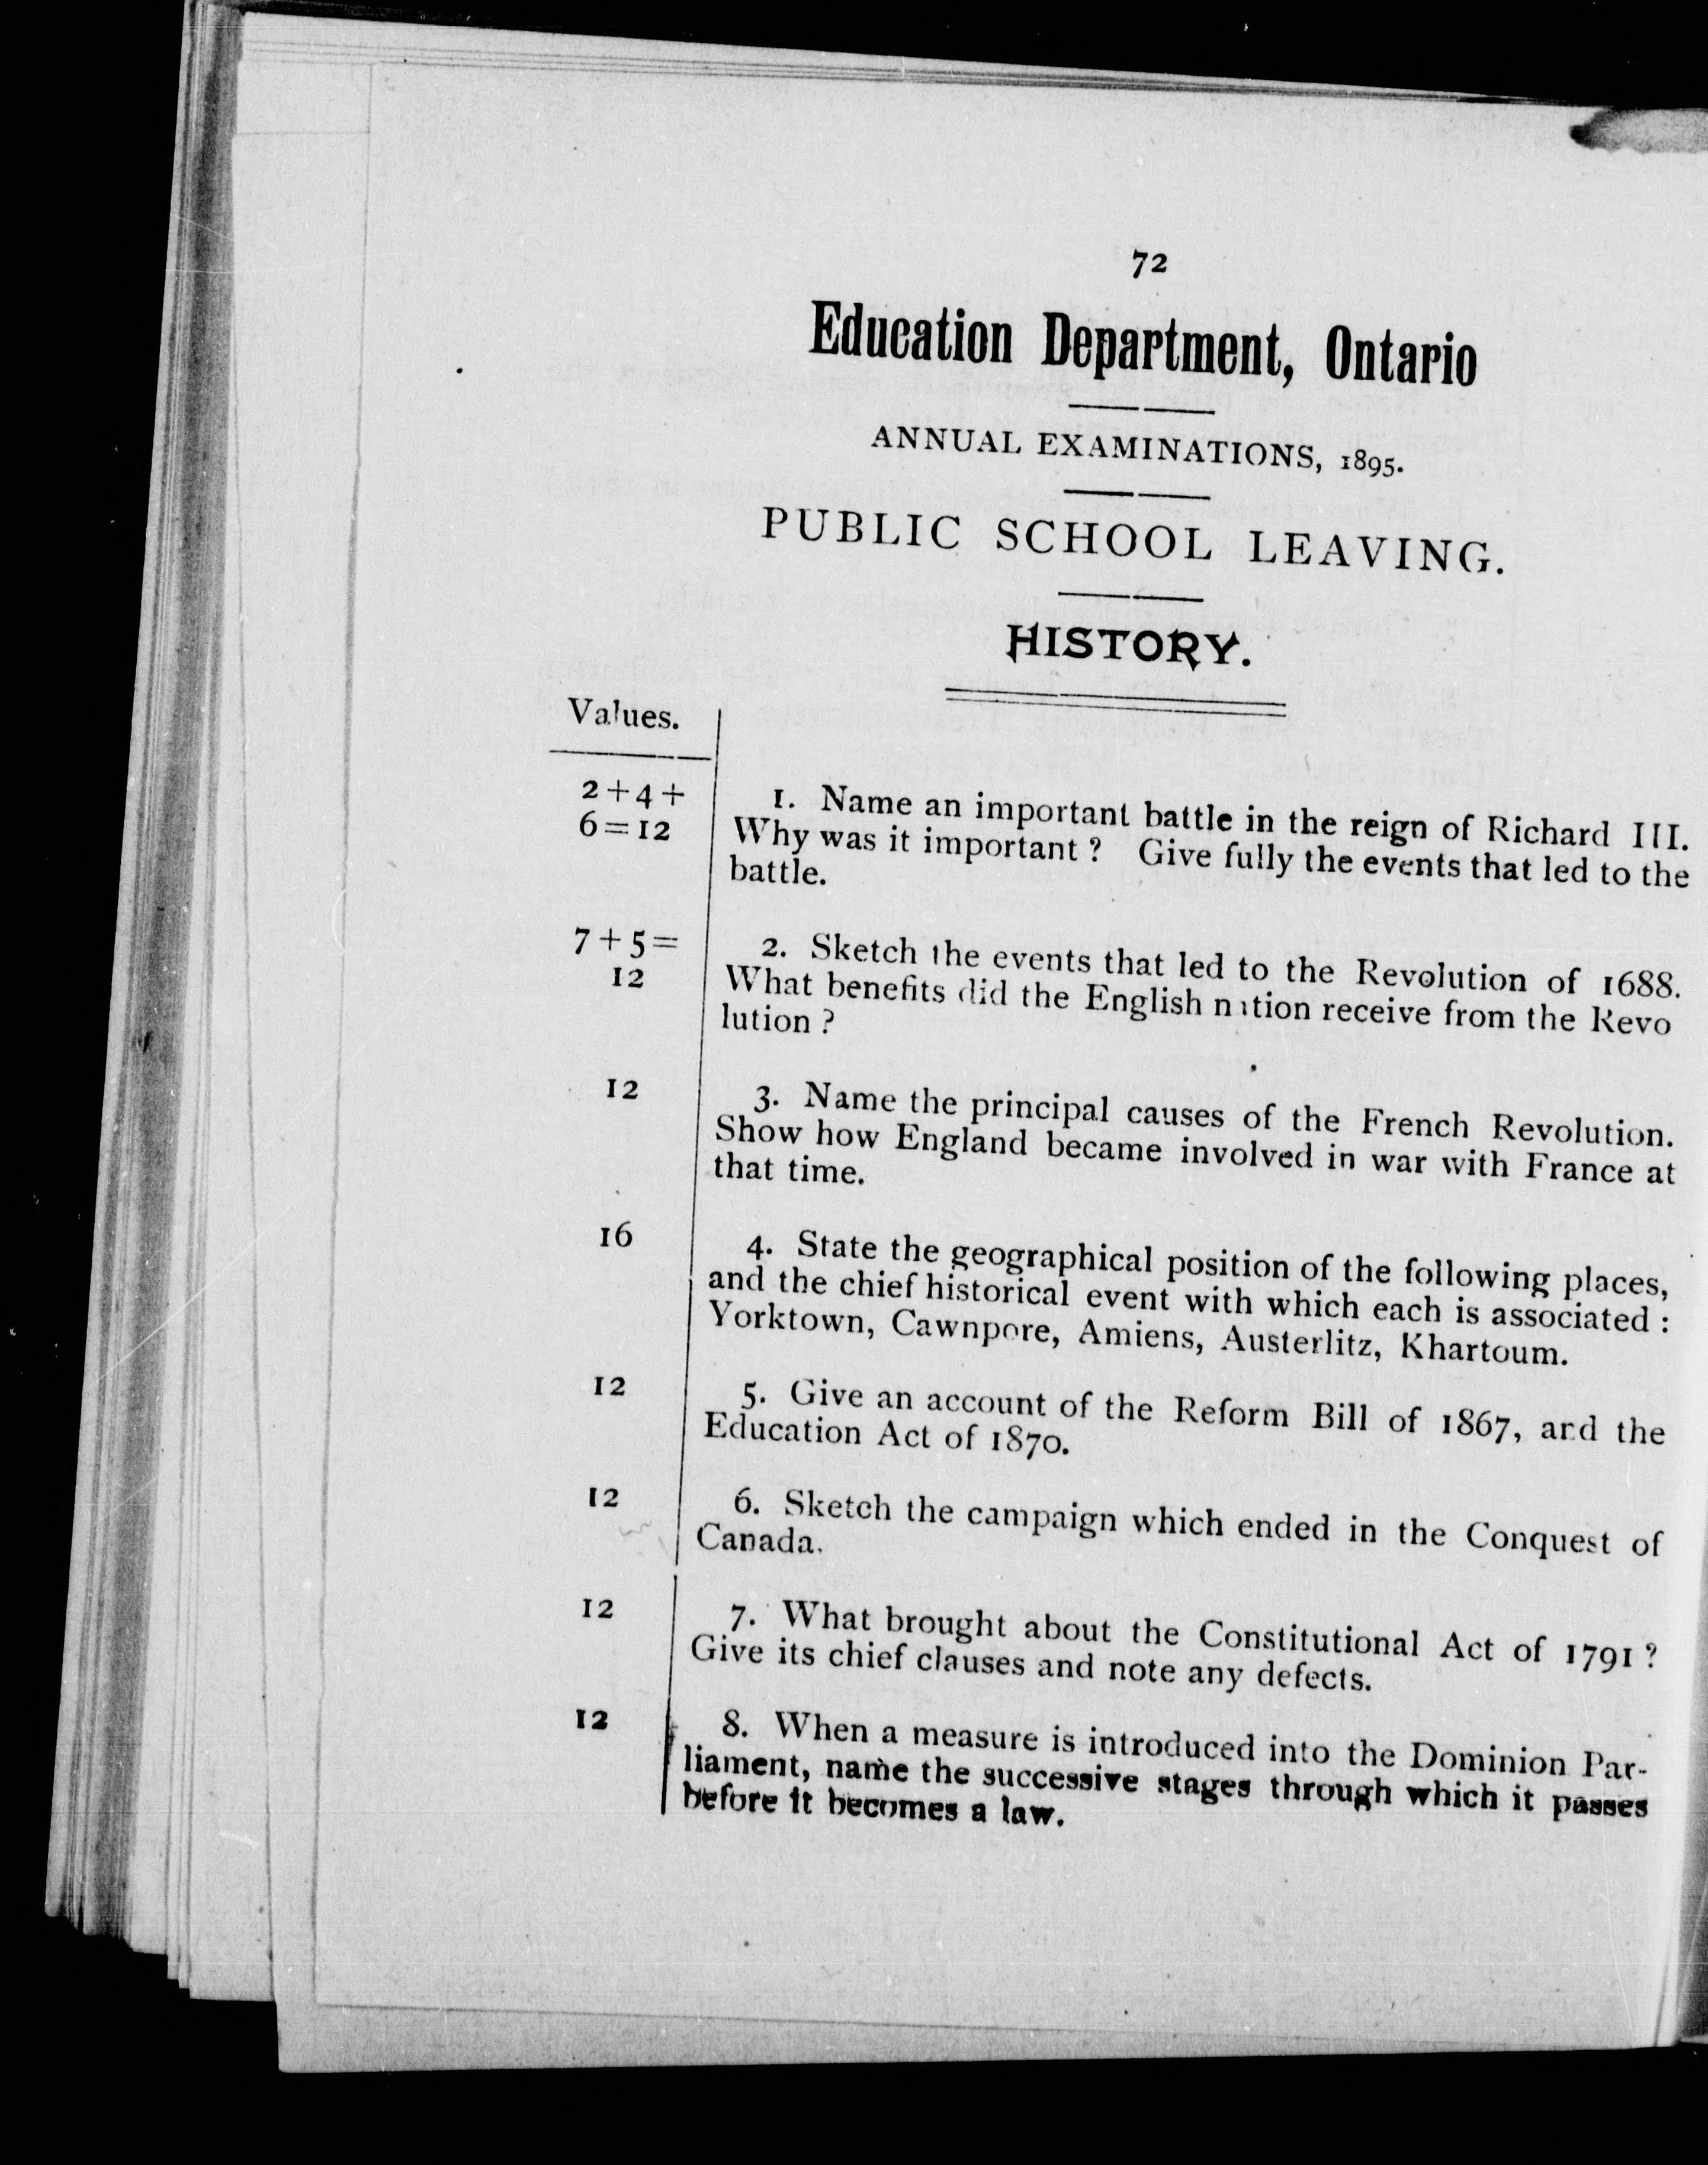 72
Education Department, Ontario
ANNUAL EXAMINATIONS, 1895.
PUBLIC SCHOOL LEAVING.
HISTORY.
Values.
2+4+
6=12
1. Name an important battle in the reign of Richard III.
Why was it important? Give fully the events that led to the
battle.
7+5=
12
2. Sketch the events that led to the Revolution of 1688.
What benefits did the English nation receive from the Revo
lution?
12
3. Name the principal causes of the French Revolution.
Show how England became involved in war with France at
that time.
16
4. State the geographical position of the following places,
and the chief historical event with which each is associated:
Yorktown, Cawnpore, Amiens, Austerlitz, Khartoum.
12
5. Give an account of the Reform Bill of 1867, and the
Education Act of 1870.
12
6. Sketch the campaign which ended in the Conquest of
Canada.
12
7. What brought about the Constitutional Act of 1791?
Give its chief clauses and note any defects.
12
8. When a measure is introduced into the Dominion Par-
liament, name the successive stages through which it passes
before it becomes a law.